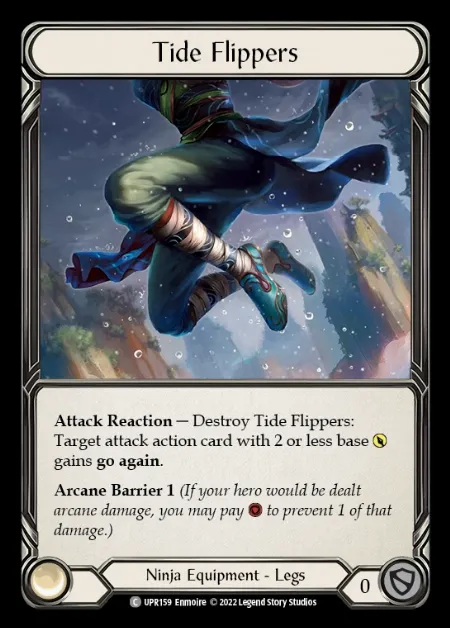 Tide Flippers
Attack Reaction — Destroy Tide Flippers:
Target attack action card with 2 or less base
gains go again.
Arcane Barrier 1 (If your hero would be dealt
arcane damage, you may pay to prevent 1 of that
damage.)
Ninja Equipment - Legs
0
C UPR159 Enmoire © 2022 Legend Story Studios